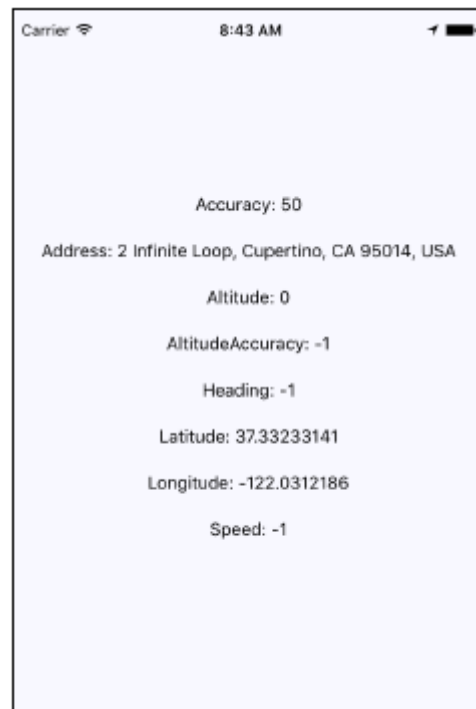 Carrier 8:43 AM
Accuracy: 50
Address: 2 Infinite Loop, Cupertino, CA 95014, USA
Altitude: 0
AltitudeAccuracy: -1
Heading: -1
Latitude: 37.33233141
Longitude: -122.0312186
Speed: -1